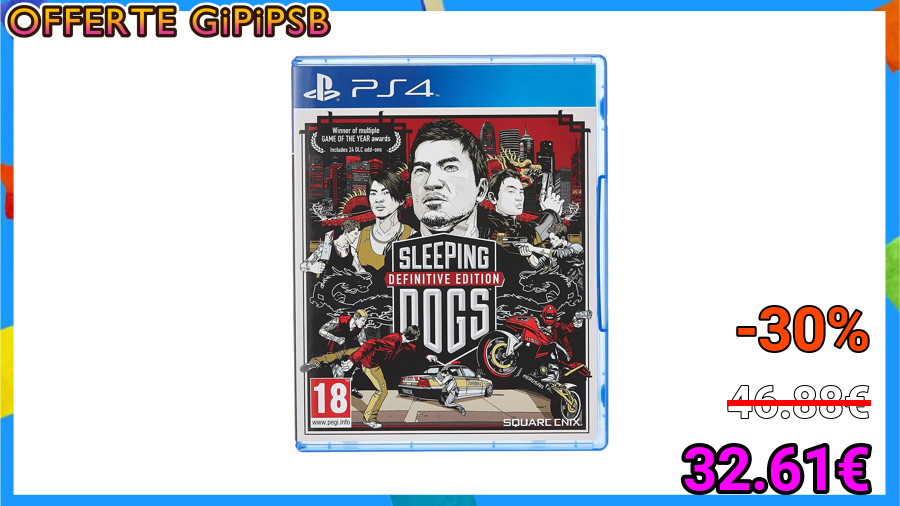 OFFERTE GiPiPSB
PS4
Winner of multiple
GAME OF THE YEAR awards
Includes 24 DLC add-ons
SLEEPING
DEFINITIVE EDITION
DOGS
18
www.pegi.info
SQUARE ENIX
-30%
46.88€
32.61€